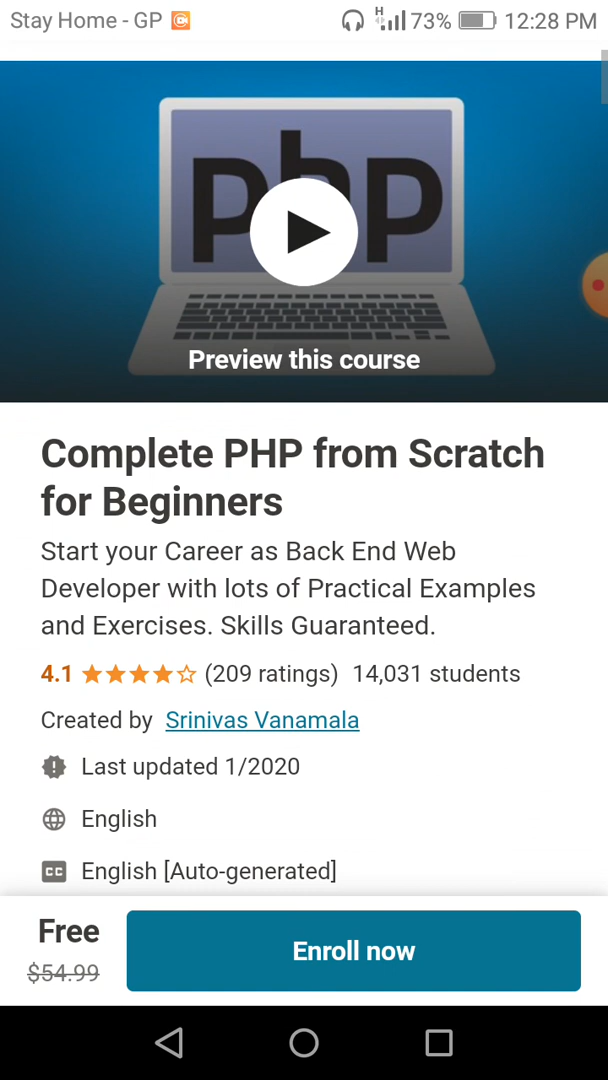 Stay Home - GP H 73% 12:28 PM
php
Preview this course
Complete PHP from Scratch
for Beginners
Start your Career as Back End Web
Developer with lots of Practical Examples
and Exercises. Skills Guaranteed.
4.1 (209 ratings) 14,031 students
Created by Srinivas Vanamala
Last updated 1/2020
English
CC English [Auto-generated]
Free
$54.99
Enroll now